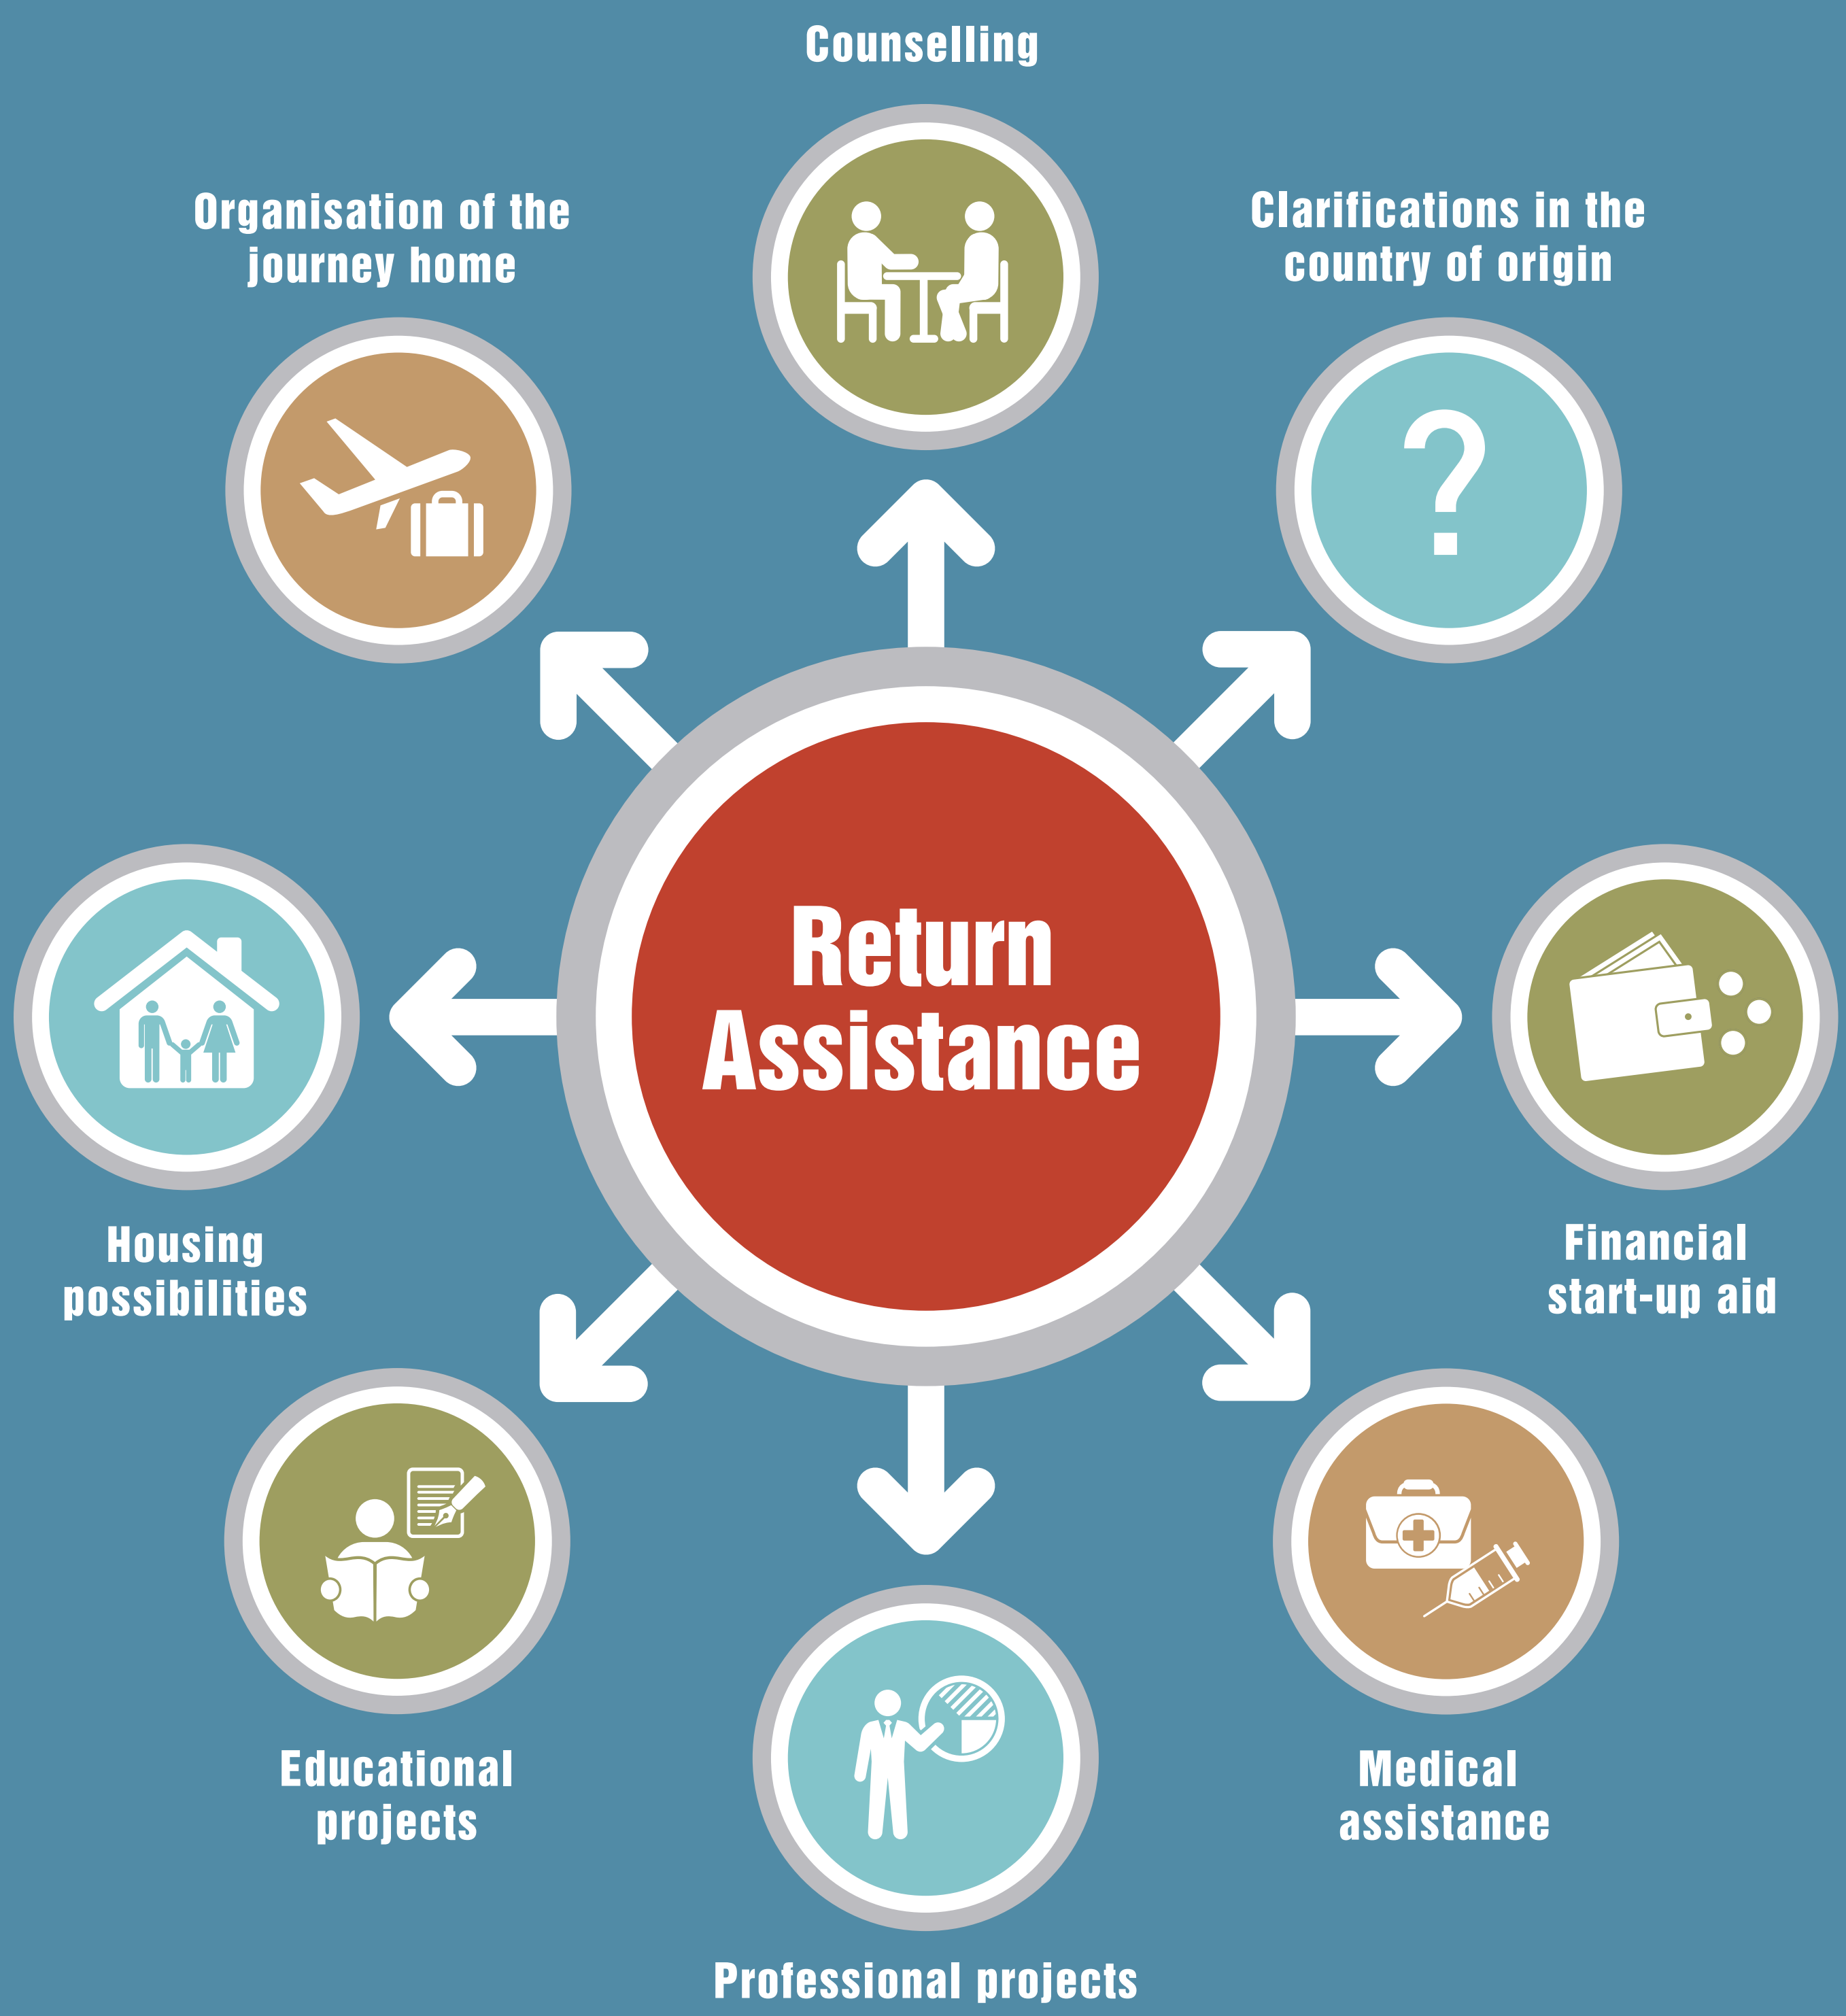 Counselling
Organisation of the
journey home
Clarifications in the
country of origin
Return
Assistance
Housing
possibilities
Financial
start-up aid
Educational
projects
Medical
assistance
Professional projects